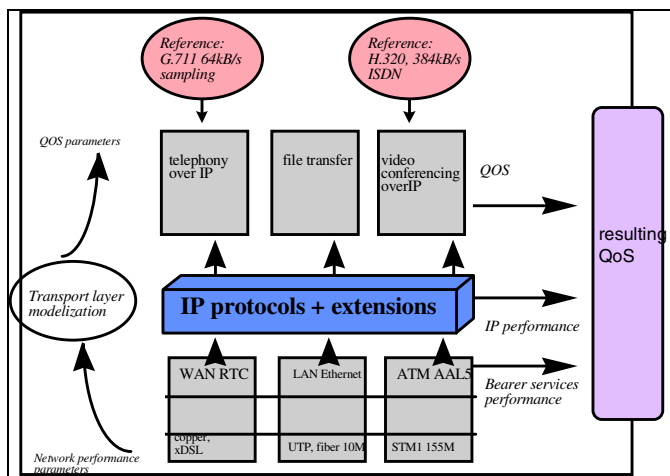 Reference:
G.711 64kB/s
sampling
Reference:
H.320, 384kB/s
ISDN
QOS parameters
telephony
over IP
file transfer
video
conferencing
overIP
QOS
resulting
QoS
Transport layer
modelization
IP protocols + extensions
IP performance
WAN RTC
LAN Ethernet
ATM AAL5
Bearer services
performance
copper,
xDSL
UTP, fiber 10M
STM1 155M
Network performance
parameters